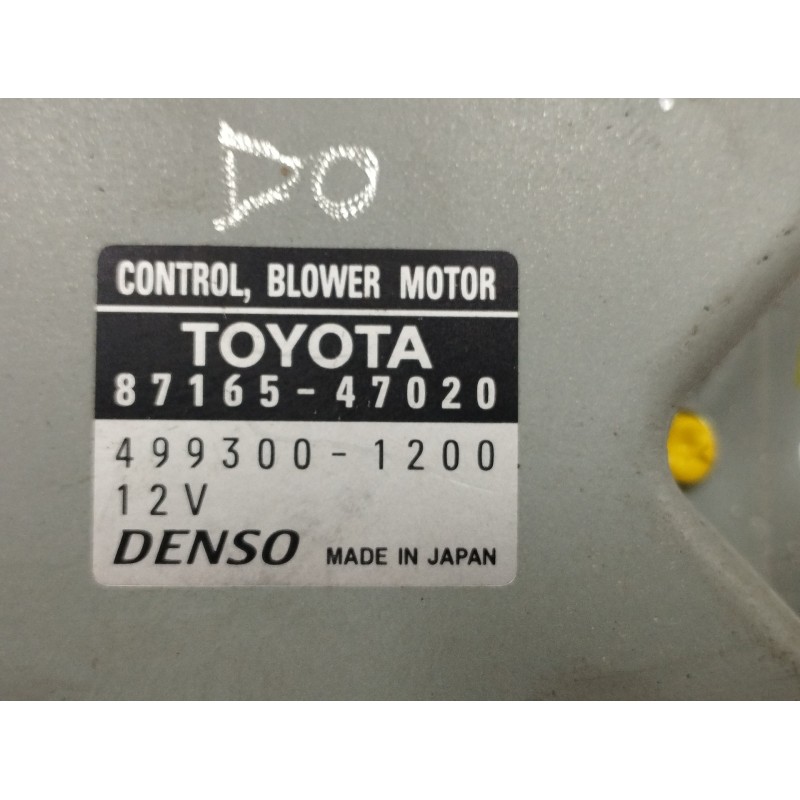 DO
CONTROL, BLOWER MOTOR
TOYOTA
87165-47020
499300-1200
12V
DENSO MADE IN JAPAN